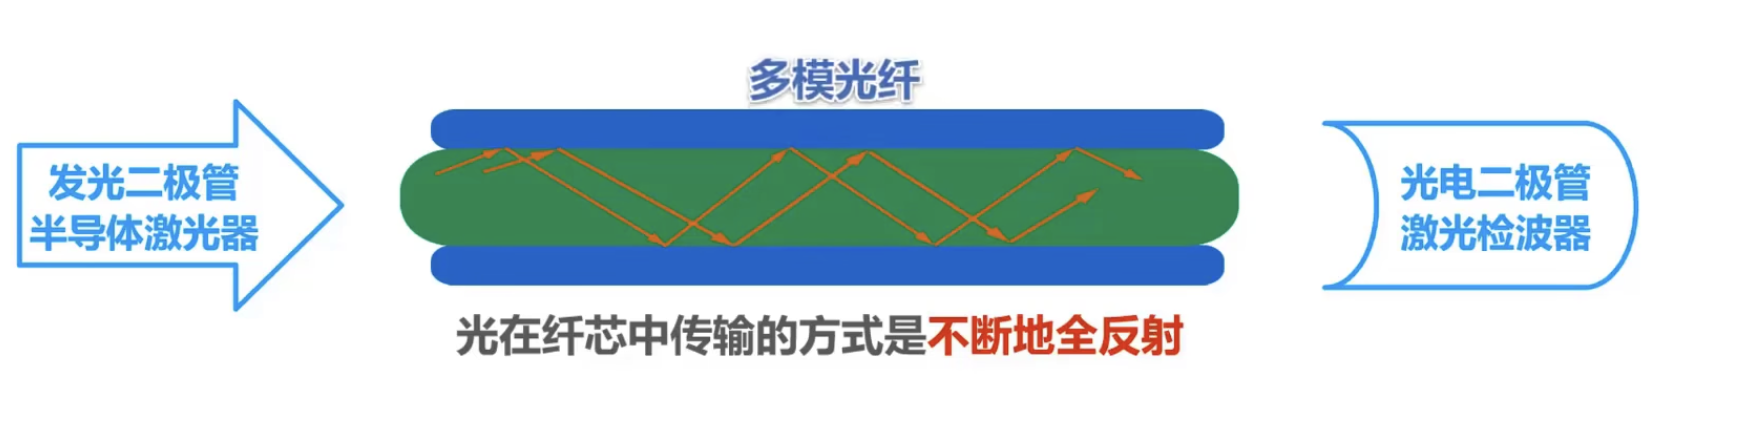 多模光纤
发光二极管
半导体激光器
光电二极管
激光检波器
光在纤芯中传输的方式是不断地全反射